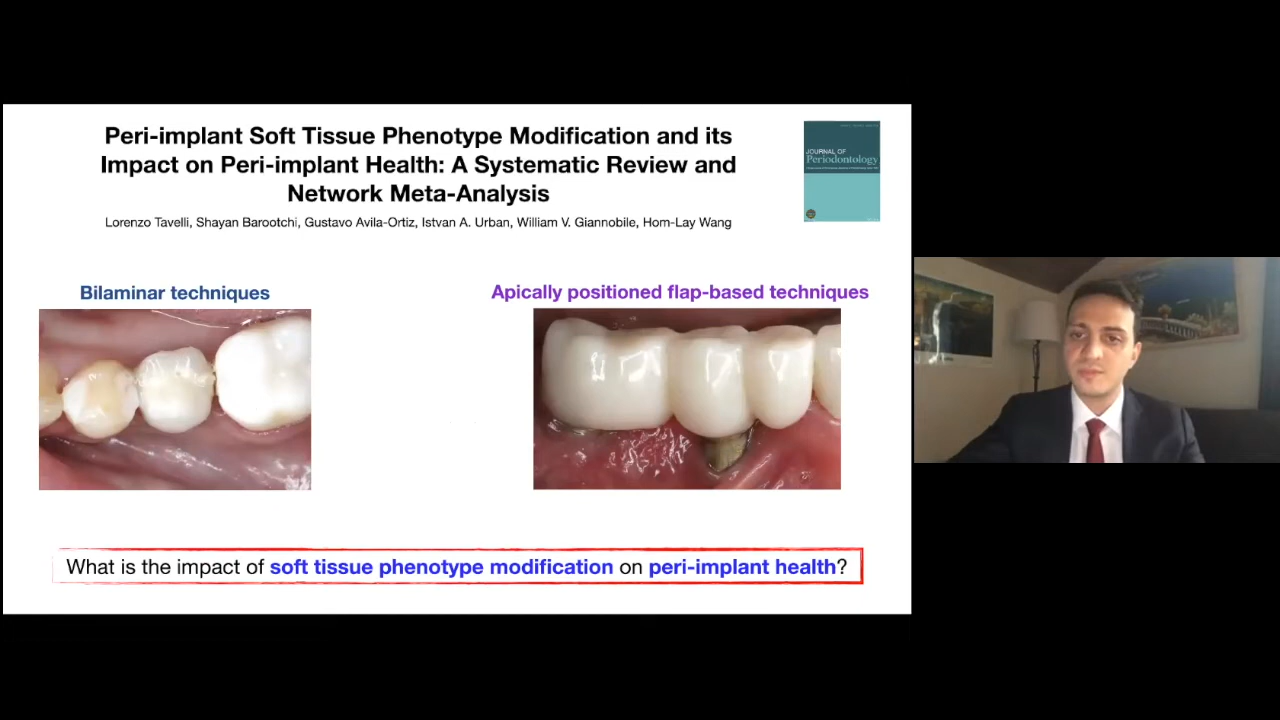 Peri-implant Soft Tissue Phenotype Modification and its
Impact on Peri-implant Health: A Systematic Review and
Network Meta-Analysis
Lorenzo Tavelli, Shayan Barootchi, Gustavo Avila-Ortiz, Istvan A. Urban, William V. Giannobile, Hom-Lay Wang
JOURNAL OF
Periodontology
Bilaminar techniques
Apically positioned flap-based techniques
What is the impact of soft tissue phenotype modification on peri-implant health?